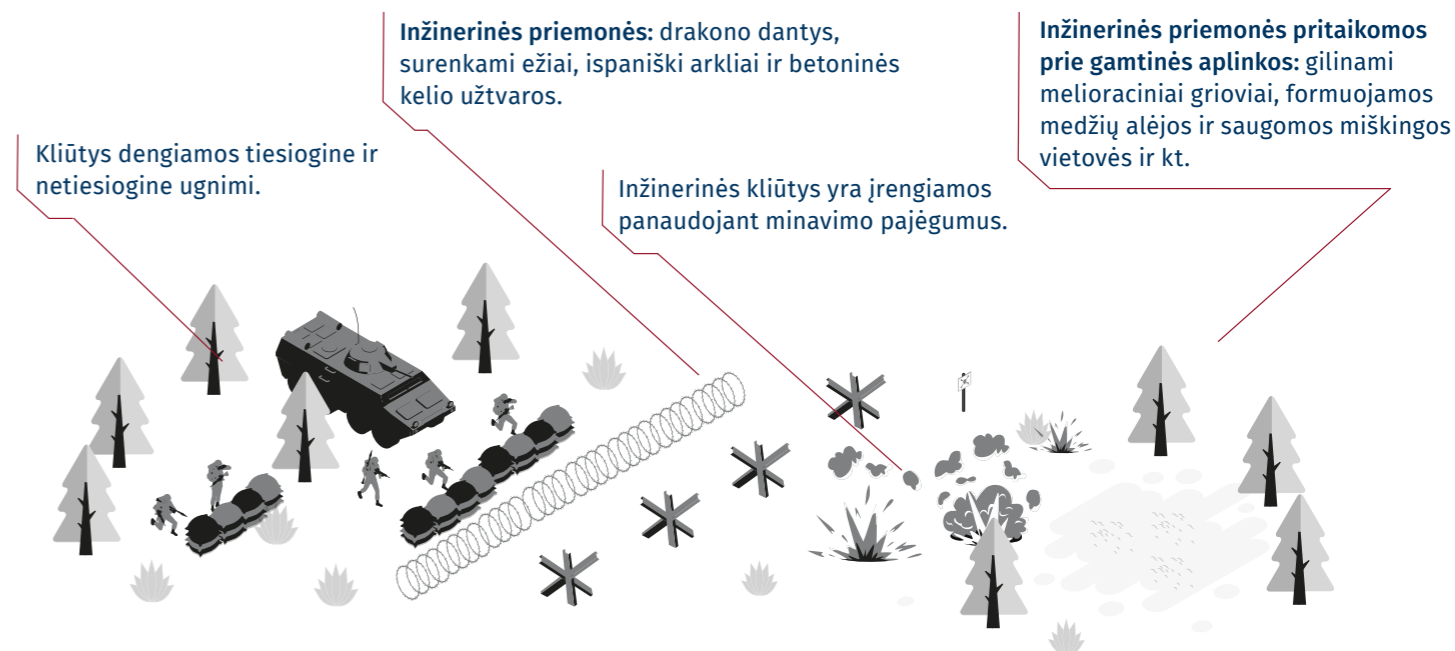 Kliūtys dengiamos tiesiogine ir
netiesiogine ugnimi.
Inžinerinės priemonės: drakono dantys,
surenkami ežiai, ispaniški arkliai ir betoninės
kelio užtvaros.
Inžinerinės kliūtys yra įrengiamos
panaudojant minavimo pajėgumus.
Inžinerinės priemonės pritaikomos
prie gamtinės aplinkos: gilinami
melioraciniai grioviai, formuojamos
medžių alėjos ir saugomos miškingos
vietovės ir kt.